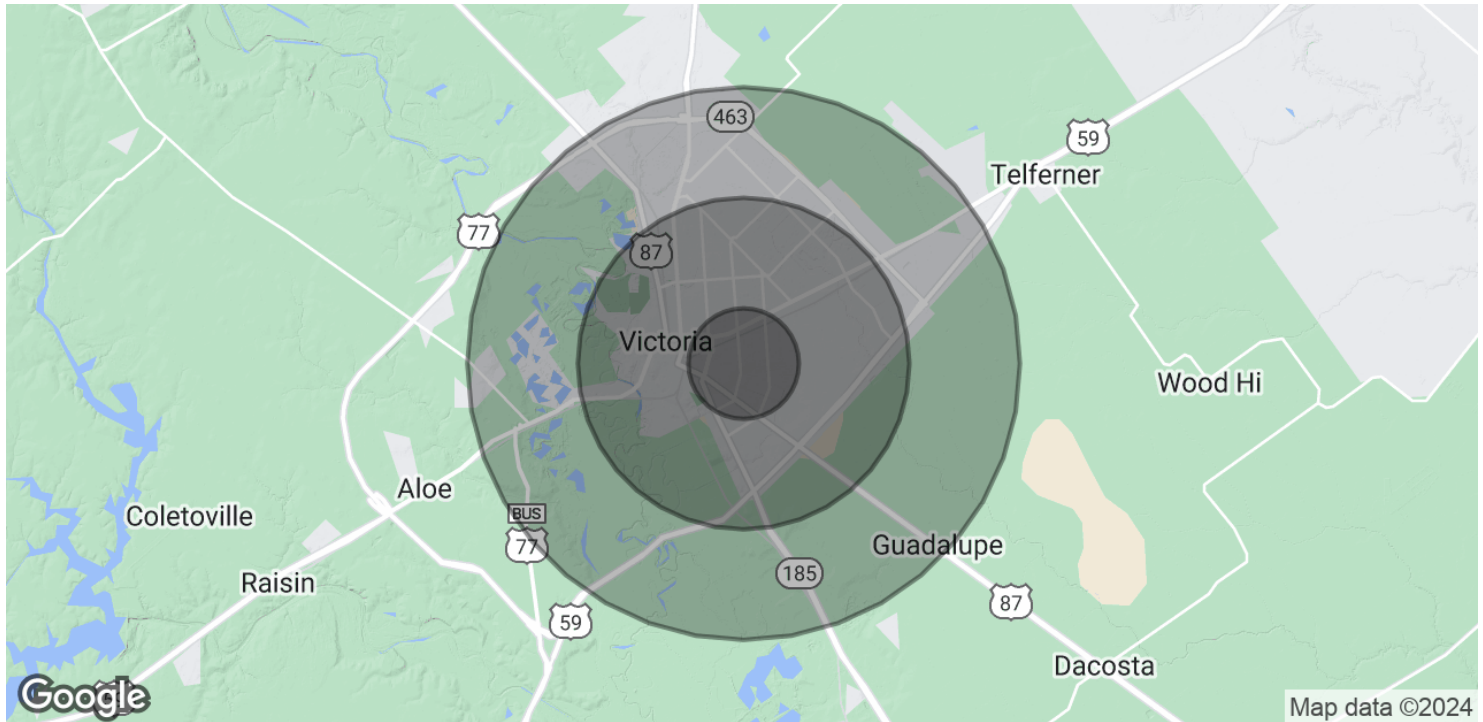 463
59
Telferner
77
87
Victoria
Wood Hi
Aloe
BUS
77
Coletoville
Guadalupe
185
Raisin
87
59
Dacosta
Google
Map data ©2024